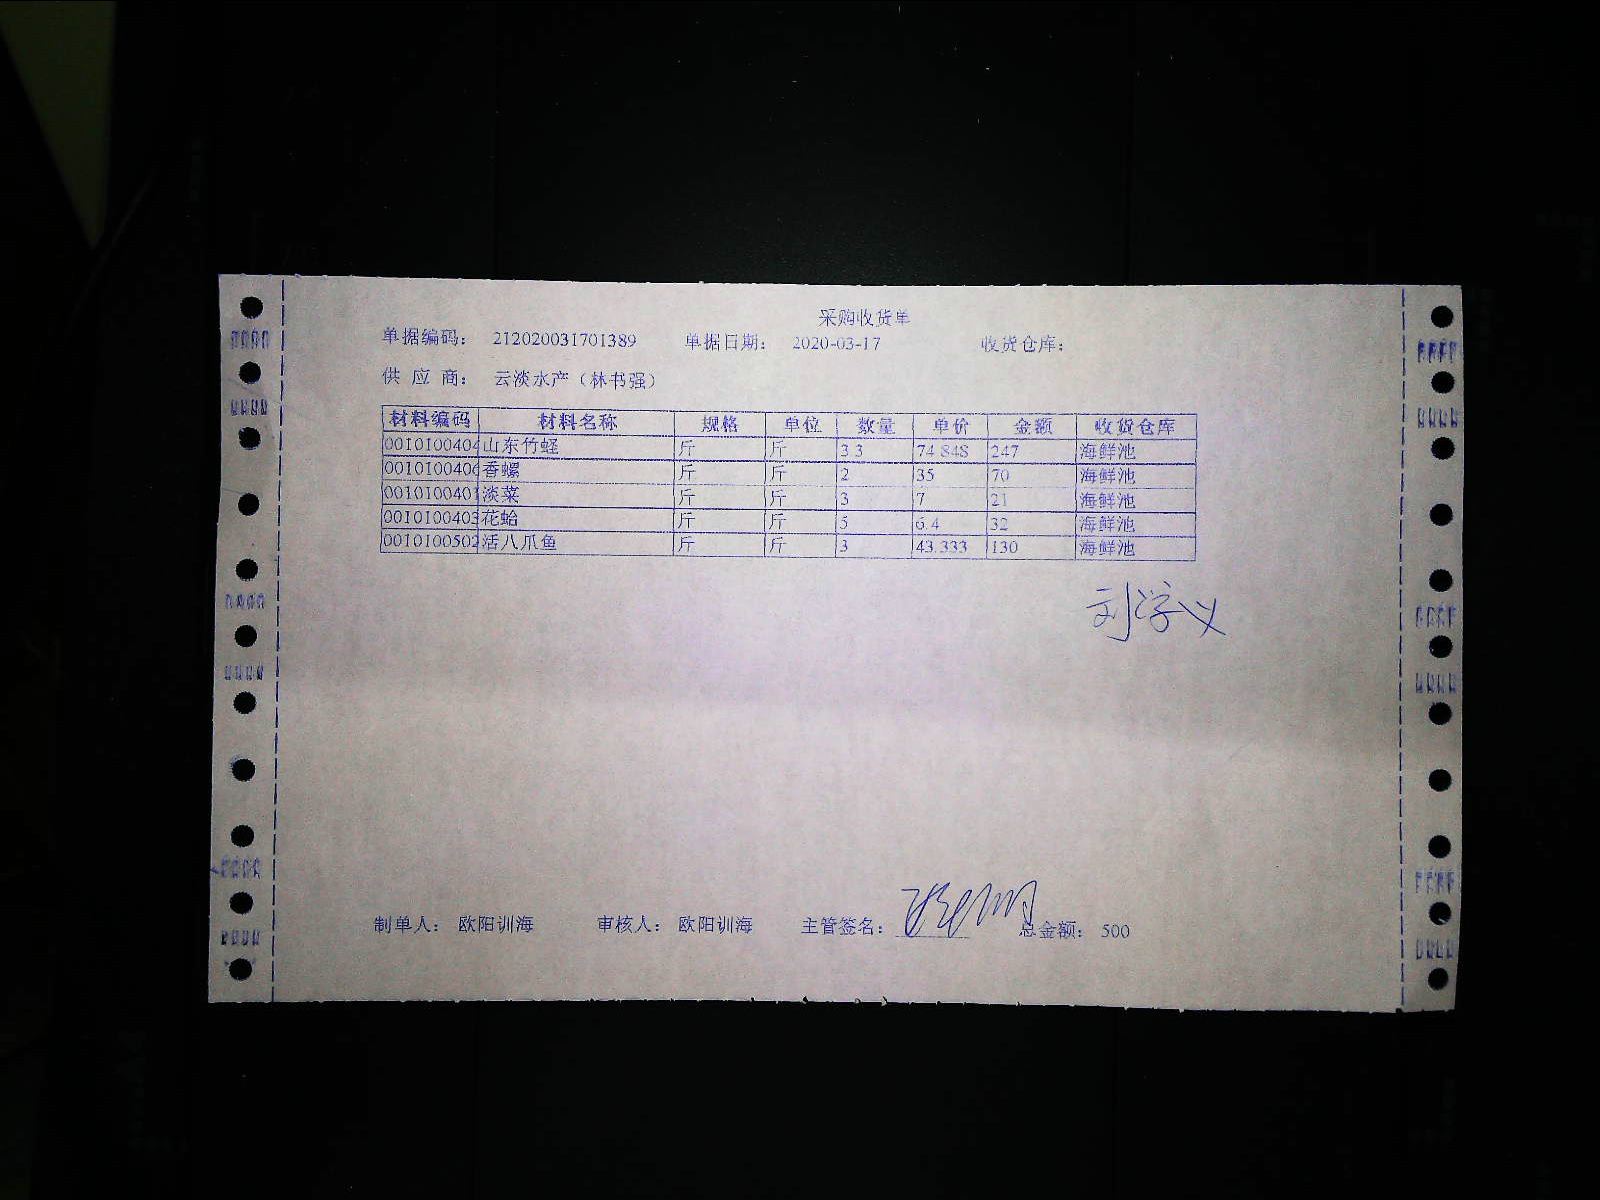 采购收货单
单据编码： 212020031701389 单据日期： 2020-03-17 收货仓库：
供 应 商： 云淡水产（林书强）
材料编码 材料名称 规格 单位 数量 单价 金额 收货仓库
0010100404 山东竹蛏 斤 斤 3.3 74.848 247 海鲜池
0010100406 香螺 斤 斤 2 35 70 海鲜池
0010100401 淡菜 斤 斤 3 7 21 海鲜池
0010100403 花蛤 斤 斤 5 6.4 32 海鲜池
0010100502 活八爪鱼 斤 斤 3 43.333 130 海鲜池
刘学义
制单人： 欧阳训海 审核人： 欧阳训海 主管签名： 总金额： 500